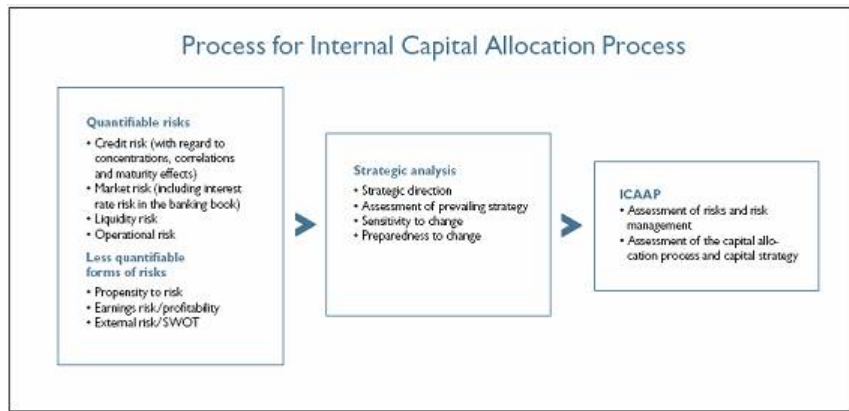 Process for Internal Capital Allocation Process
Quantifiable risks
• Credit risk (with regard to
concentrations, correlations
and maturity effects)
• Market risk (including interest
rate risk in the banking book)
• Liquidity risk
• Operational risk
Less quantifiable
forms of risks
• Propensity to risk
• Earnings risk/profitability
• External risk/SWOT
>
Strategic analysis
• Strategic direction
• Assessment of prevailing strategy
• Sensitivity to change
• Preparedness to change
>
ICAAP
• Assessment of risks and risk
management
• Assessment of the capital allo-
cation process and capital strategy